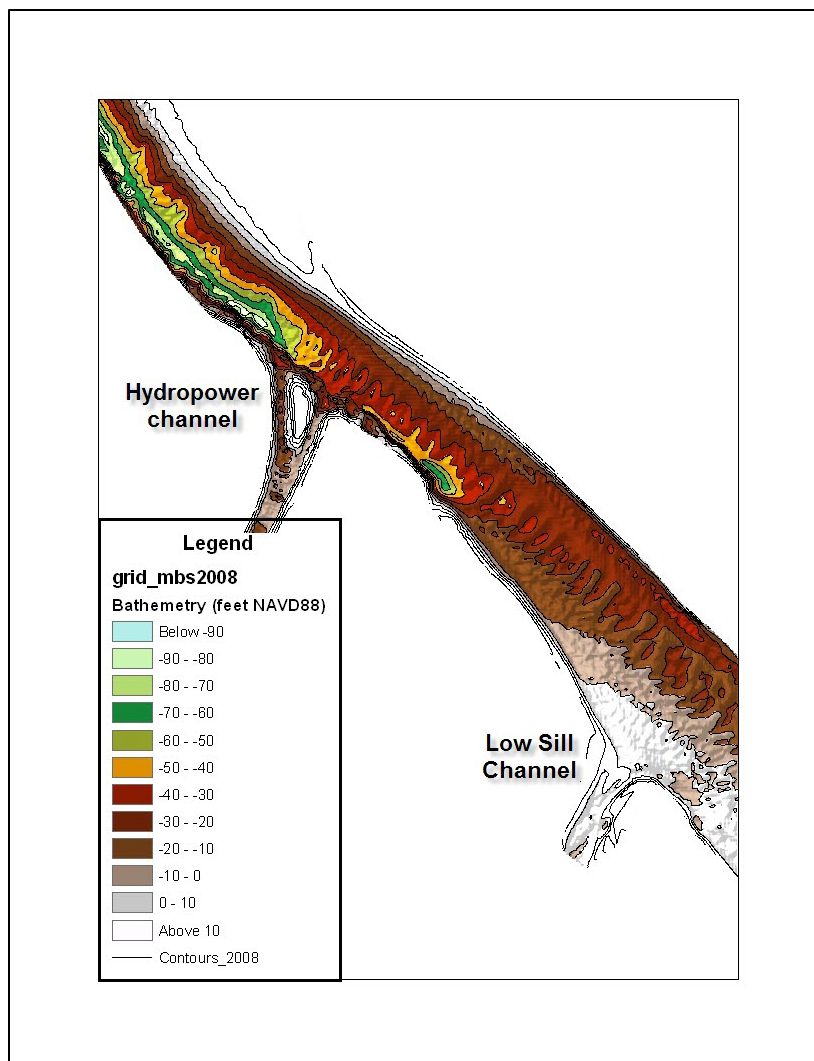 Hydropower
channel
Legend
grid_mbs2008
Bathemetry (feet NAVD88)
Below -90
-90 - -80
-80 - -70
-70 - -60
-60 - -50
-50 - -40
-40 - -30
-30 - -20
-20 - -10
-10 - 0
0 - 10
Above 10
Contours_2008
Low Sill
Channel